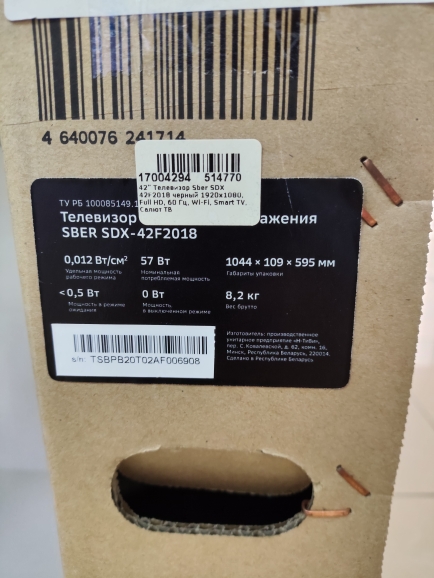 4 640076 241714
17004294 514770
42" Телевизор Sber SDX
42F2018 черный 1920x1080,
Full HD, 60 Гц, Wi-Fi, Smart TV,
Салют ТВ
ТУ РБ 100085149.1
Телевизор ажения
SBER SDX-42F2018
0,012 Вт/см² 57 Вт 1044 × 109 × 595 мм
Удельная мощность Номинальная Габариты упаковки
рабочего режима потребляемая мощность
<0,5 Вт 0 Вт 8,2 кг
Мощность в режиме Мощность, Вес брутто
ожидания в выключенном режиме
Изготовитель: производственное
унитарное предприятие «Н-ТиВи»,
пер. С. Ковалевской, д. 62, комн. 16,
Минск, Республика Беларусь, 220014.
Сделано в Республике Беларусь
S/N: TSBPB20T02AF006908